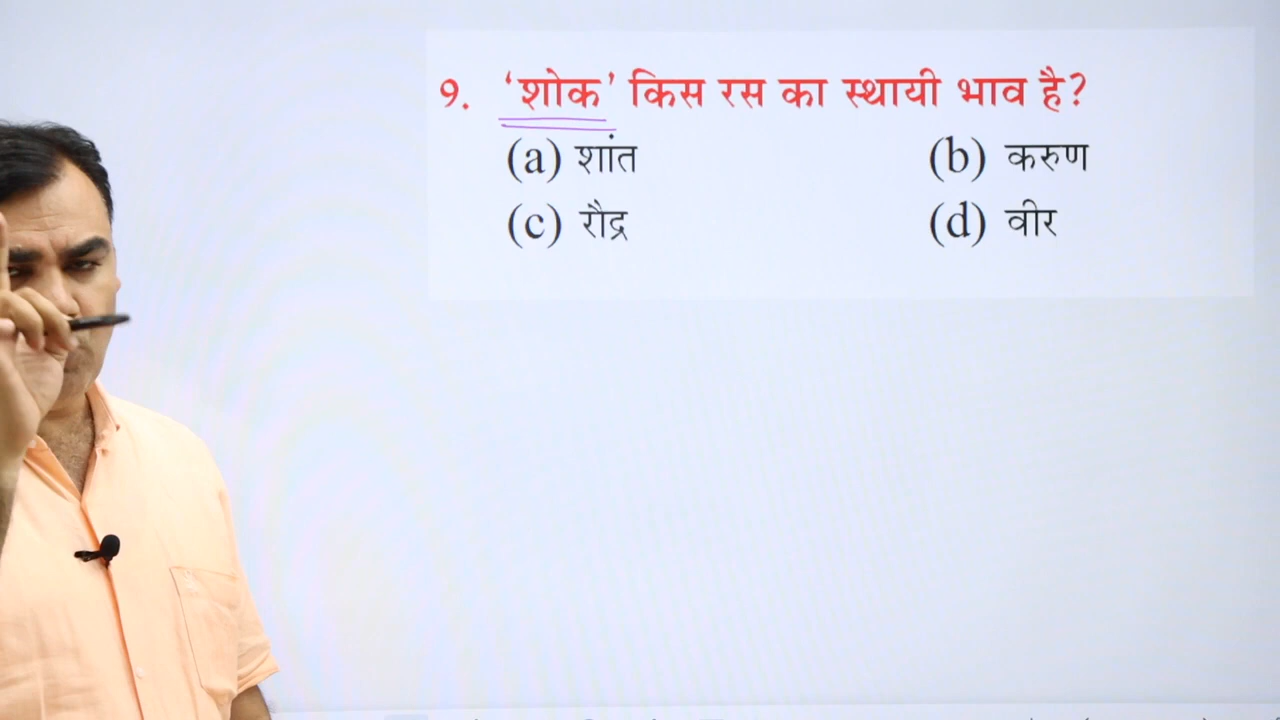 9. ‘शोक’ किस रस का स्थायी भाव है?
(a) शांत (b) करुण
(c) रौद्र (d) वीर